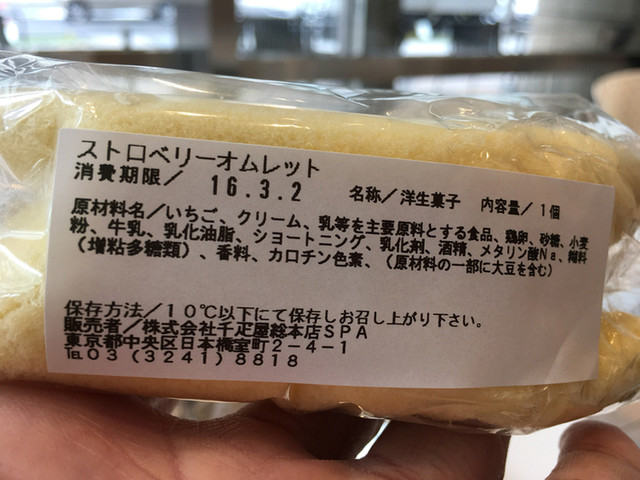 ストロベリーオムレット
消費期限/ 16.3.2 名称/洋生菓子 内容量/1個
原材料名/いちご、クリーム、乳等を主要原料とする食品、鶏卵、砂糖、小麦
粉、牛乳、乳化油脂、ショートニング、乳化剤、酒精、メタリン酸Na、糊料
(増粘多糖類)、香料、カロチン色素、(原材料の一部に大豆を含む)
保存方法/10℃以下にて保存しお召し上がり下さい。
販売者/株式会社千疋屋総本店SPA
東京都中央区日本橋室町2-4-1
℡03(3241)8818